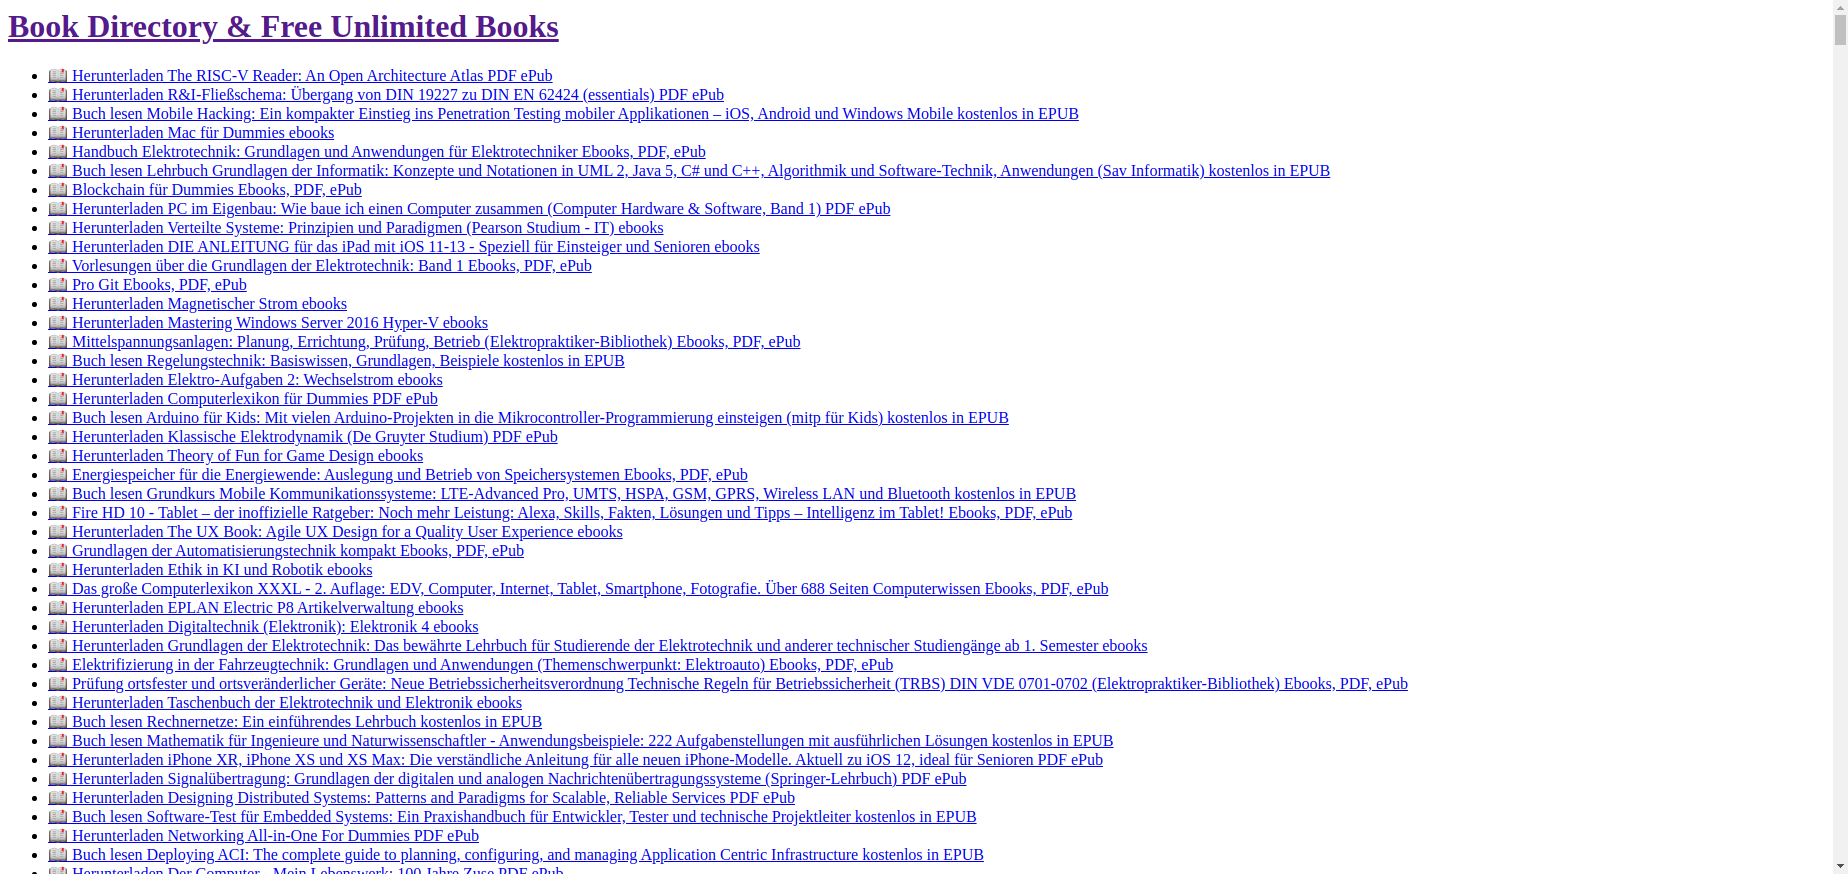 Book Directory & Free Unlimited Books
Herunterladen The RISC-V Reader: An Open Architecture Atlas PDF ePub
Herunterladen R&I-Fließschema: Übergang von DIN 19227 zu DIN EN 62424 (essentials) PDF ePub
Buch lesen Mobile Hacking: Ein kompakter Einstieg ins Penetration Testing mobiler Applikationen – iOS, Android und Windows Mobile kostenlos in EPUB
Herunterladen Mac für Dummies ebooks
Handbuch Elektrotechnik: Grundlagen und Anwendungen für Elektrotechniker Ebooks, PDF, ePub
Buch lesen Lehrbuch Grundlagen der Informatik: Konzepte und Notationen in UML 2, Java 5, C# und C++, Algorithmik und Software-Technik, Anwendungen (Sav Informatik) kostenlos in EPUB
Blockchain für Dummies Ebooks, PDF, ePub
Herunterladen PC im Eigenbau: Wie baue ich einen Computer zusammen (Computer Hardware & Software, Band 1) PDF ePub
Herunterladen Verteilte Systeme: Prinzipien und Paradigmen (Pearson Studium - IT) ebooks
Herunterladen DIE ANLEITUNG für das iPad mit iOS 11-13 - Speziell für Einsteiger und Senioren ebooks
Vorlesungen über die Grundlagen der Elektrotechnik: Band 1 Ebooks, PDF, ePub
Pro Git Ebooks, PDF, ePub
Herunterladen Magnetischer Strom ebooks
Herunterladen Mastering Windows Server 2016 Hyper-V ebooks
Mittelspannungsanlagen: Planung, Errichtung, Prüfung, Betrieb (Elektropraktiker-Bibliothek) Ebooks, PDF, ePub
Buch lesen Regelungstechnik: Basiswissen, Grundlagen, Beispiele kostenlos in EPUB
Herunterladen Elektro-Aufgaben 2: Wechselstrom ebooks
Herunterladen Computerlexikon für Dummies PDF ePub
Buch lesen Arduino für Kids: Mit vielen Arduino-Projekten in die Mikrocontroller-Programmierung einsteigen (mitp für Kids) kostenlos in EPUB
Herunterladen Klassische Elektrodynamik (De Gruyter Studium) PDF ePub
Herunterladen Theory of Fun for Game Design ebooks
Energiespeicher für die Energiewende: Auslegung und Betrieb von Speichersystemen Ebooks, PDF, ePub
Buch lesen Grundkurs Mobile Kommunikationssysteme: LTE-Advanced Pro, UMTS, HSPA, GSM, GPRS, Wireless LAN und Bluetooth kostenlos in EPUB
Fire HD 10 - Tablet – der inoffizielle Ratgeber: Noch mehr Leistung: Alexa, Skills, Fakten, Lösungen und Tipps – Intelligenz im Tablet! Ebooks, PDF, ePub
Herunterladen The UX Book: Agile UX Design for a Quality User Experience ebooks
Grundlagen der Automatisierungstechnik kompakt Ebooks, PDF, ePub
Herunterladen Ethik in KI und Robotik ebooks
Das große Computerlexikon XXXL - 2. Auflage: EDV, Computer, Internet, Tablet, Smartphone, Fotografie. Über 688 Seiten Computerwissen Ebooks, PDF, ePub
Herunterladen EPLAN Electric P8 Artikelverwaltung ebooks
Herunterladen Digitaltechnik (Elektronik): Elektronik 4 ebooks
Herunterladen Grundlagen der Elektrotechnik: Das bewährte Lehrbuch für Studierende der Elektrotechnik und anderer technischer Studiengänge ab 1. Semester ebooks
Elektrifizierung in der Fahrzeugtechnik: Grundlagen und Anwendungen (Themenschwerpunkt: Elektroauto) Ebooks, PDF, ePub
Prüfung ortsfester und ortsveränderlicher Geräte: Neue Betriebssicherheitsverordnung Technische Regeln für Betriebssicherheit (TRBS) DIN VDE 0701-0702 (Elektropraktiker-Bibliothek) Ebooks, PDF, ePub
Herunterladen Taschenbuch der Elektrotechnik und Elektronik ebooks
Buch lesen Rechnernetze: Ein einführendes Lehrbuch kostenlos in EPUB
Buch lesen Mathematik für Ingenieure und Naturwissenschaftler - Anwendungsbeispiele: 222 Aufgabenstellungen mit ausführlichen Lösungen kostenlos in EPUB
Herunterladen iPhone XR, iPhone XS und XS Max: Die verständliche Anleitung für alle neuen iPhone-Modelle. Aktuell zu iOS 12, ideal für Senioren PDF ePub
Herunterladen Signalübertragung: Grundlagen der digitalen und analogen Nachrichtenübertragungssysteme (Springer-Lehrbuch) PDF ePub
Herunterladen Designing Distributed Systems: Patterns and Paradigms for Scalable, Reliable Services PDF ePub
Buch lesen Software-Test für Embedded Systems: Ein Praxishandbuch für Entwickler, Tester und technische Projektleiter kostenlos in EPUB
Herunterladen Networking All-in-One For Dummies PDF ePub
Buch lesen Deploying ACI: The complete guide to planning, configuring, and managing Application Centric Infrastructure kostenlos in EPUB
Herunterladen Der Computer - Mein Lebenswerk: 100 Jahre Zuse PDF ePub